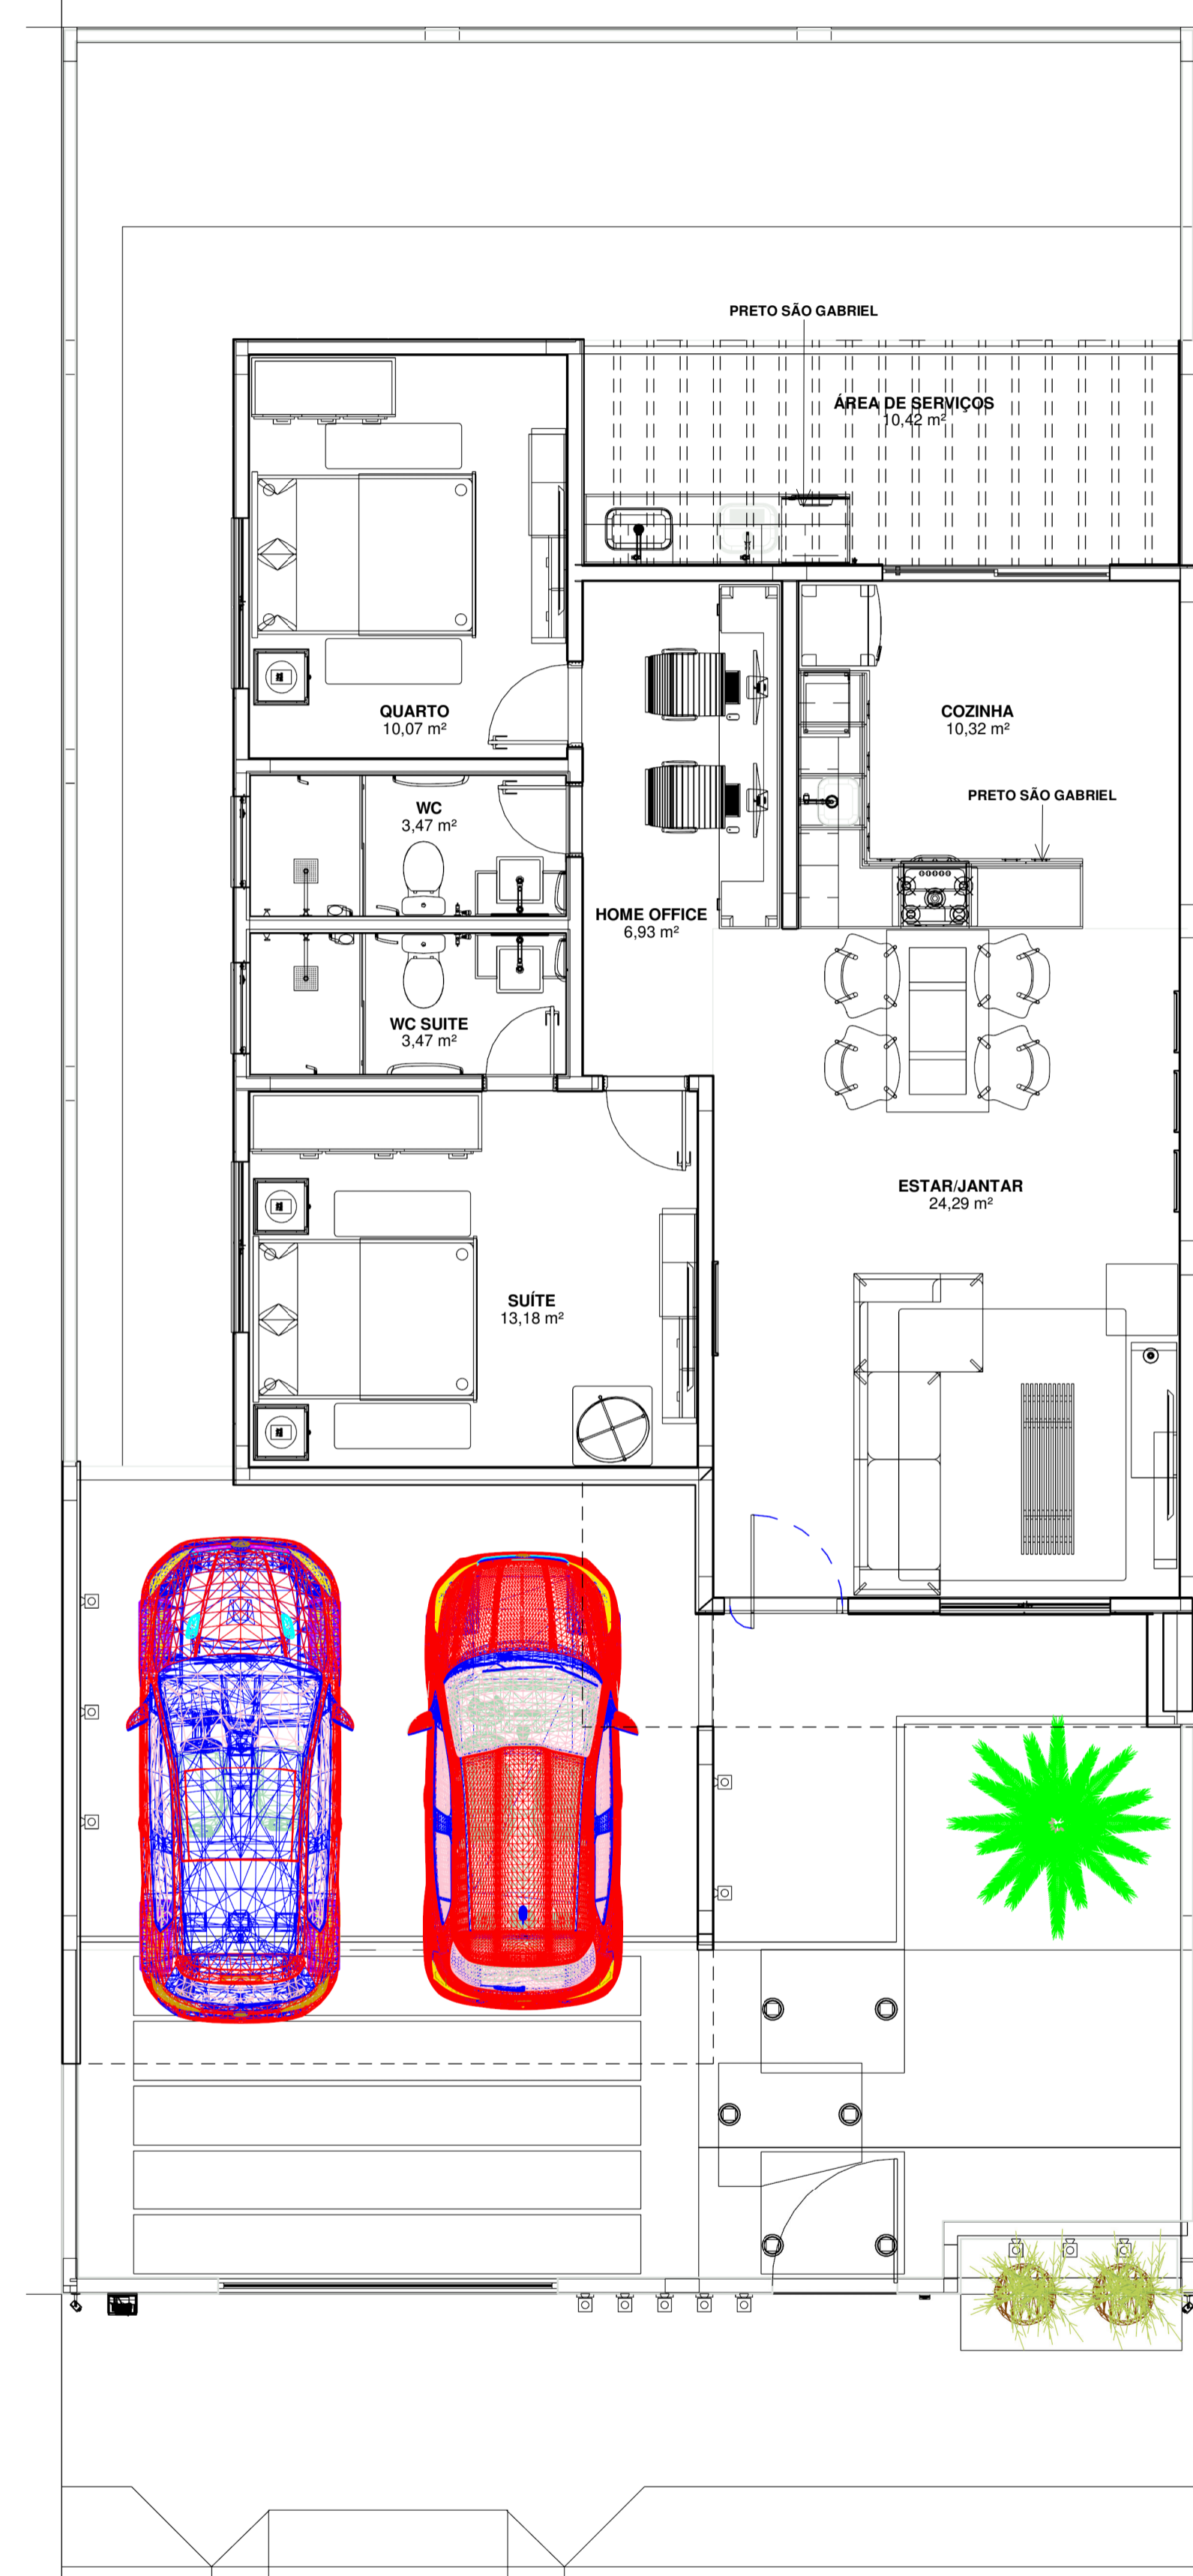 PRETO SÃO GABRIEL
ÁREA DE SERVIÇOS
10,42 m²
QUARTO
10,07 m²
COZINHA
10,32 m²
PRETO SÃO GABRIEL
WC
3,47 m²
HOME OFFICE
6,93 m²
WC SUITE
3,47 m²
ESTAR/JANTAR
24,29 m²
SUÍTE
13,18 m²